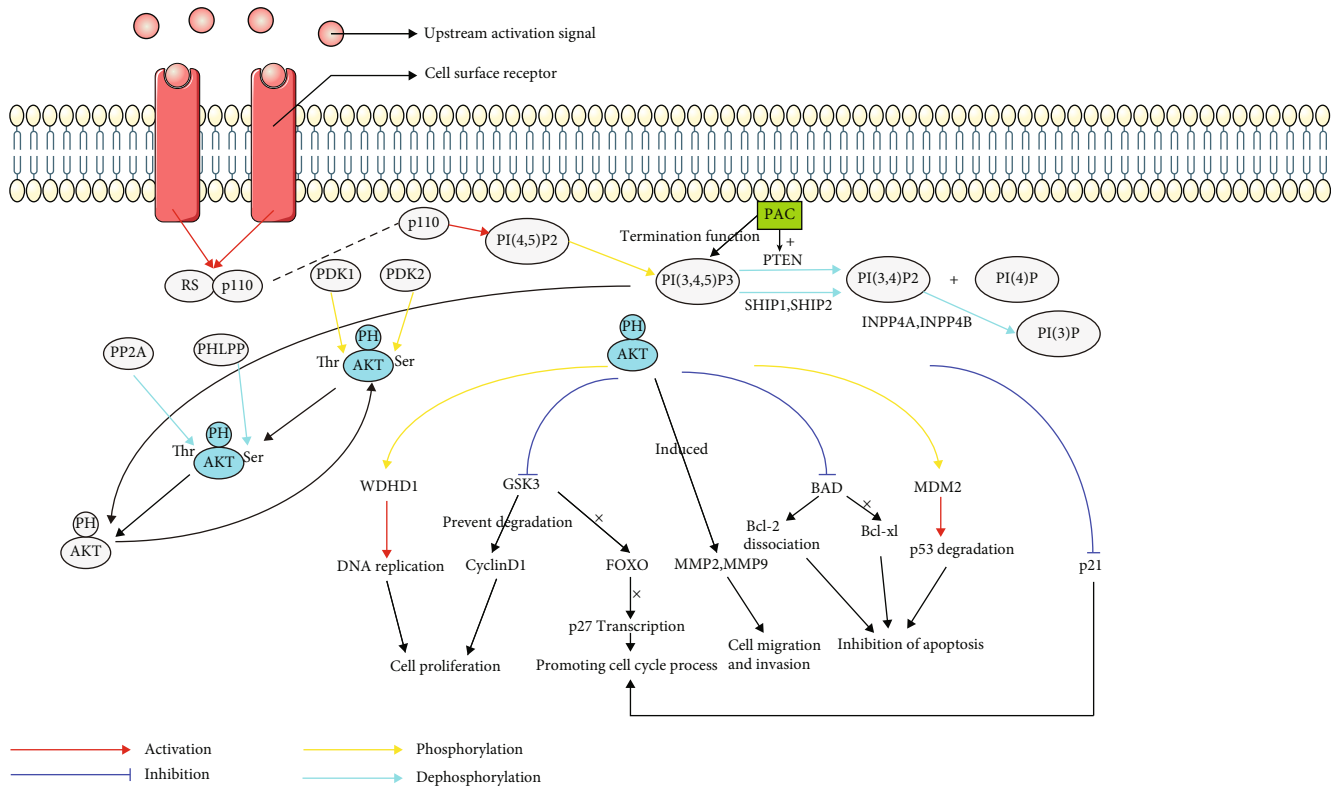 Upstream activation signal
Cell surface receptor
PAC
p110
Termination function
+
PTEN
PI(4,5)P2
RS
p110
PDK1
PDK2
PI(3,4,5)P3
SHIP1,SHIP2
PI(3,4)P2
+
PI(4)P
INPP4A,INPP4B
PI(3)P
PP2A
PHLPP
PH
Thr
AKT
Ser
PH
AKT
PH
Thr
AKT
Ser
PH
AKT
Induced
WDHD1
GSK3
BAD
MDM2
Prevent degradation
×
×
Bcl-2
dissociation
Bcl-xl
p53 degradation
DNA replication
CyclinD1
FOXO
MMP2,MMP9
p21
×
p27 Transcription
Cell proliferation
Promoting cell cycle process
Cell migration
and invasion
Inhibition of apoptosis
Activation
Phosphorylation
Inhibition
Dephosphorylation